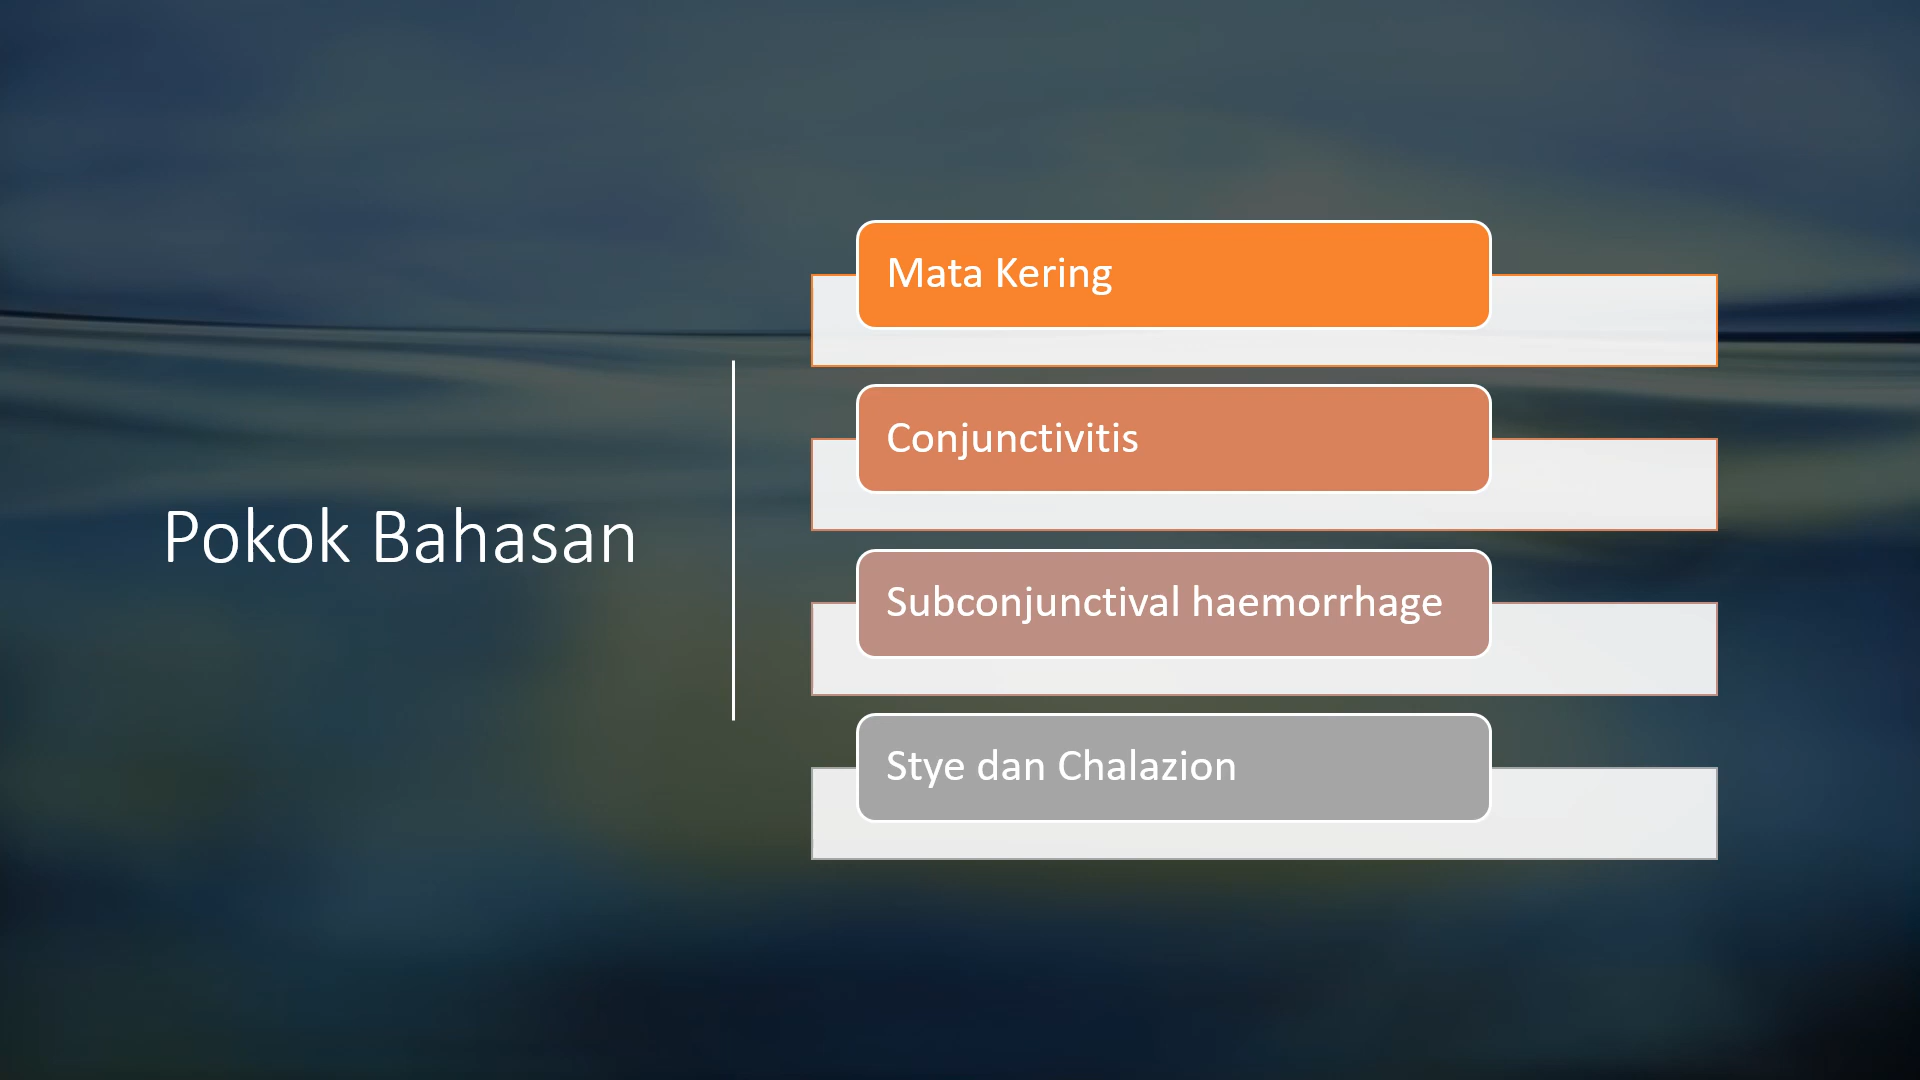 Pokok Bahasan
Mata Kering
Conjunctivitis
Subconjunctival haemorrhage
Stye dan Chalazion